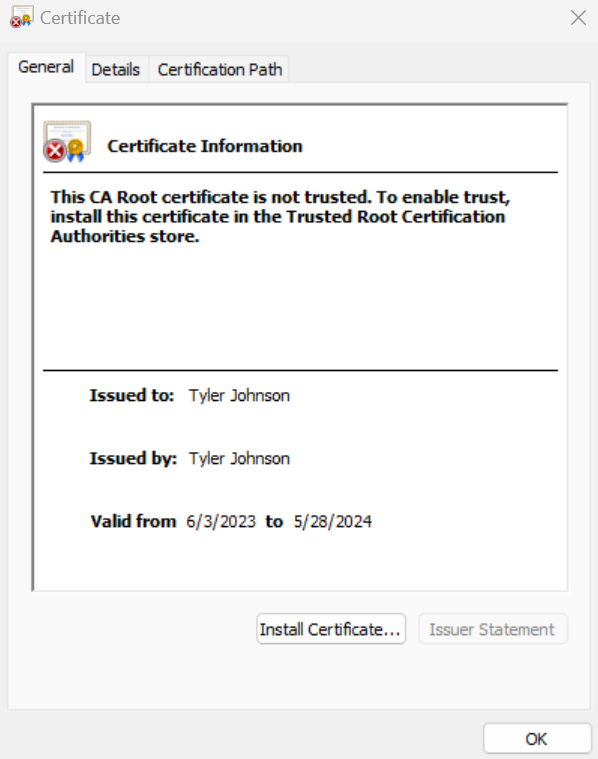 Certificate
General
Details
Certification Path
Certificate Information
This CA Root certificate is not trusted. To enable trust,
install this certificate in the Trusted Root Certification
Authorities store.
Issued to: Tyler Johnson
Issued by: Tyler Johnson
Valid from 6/3/2023 to 5/28/2024
Install Certificate...
Issuer Statement
OK